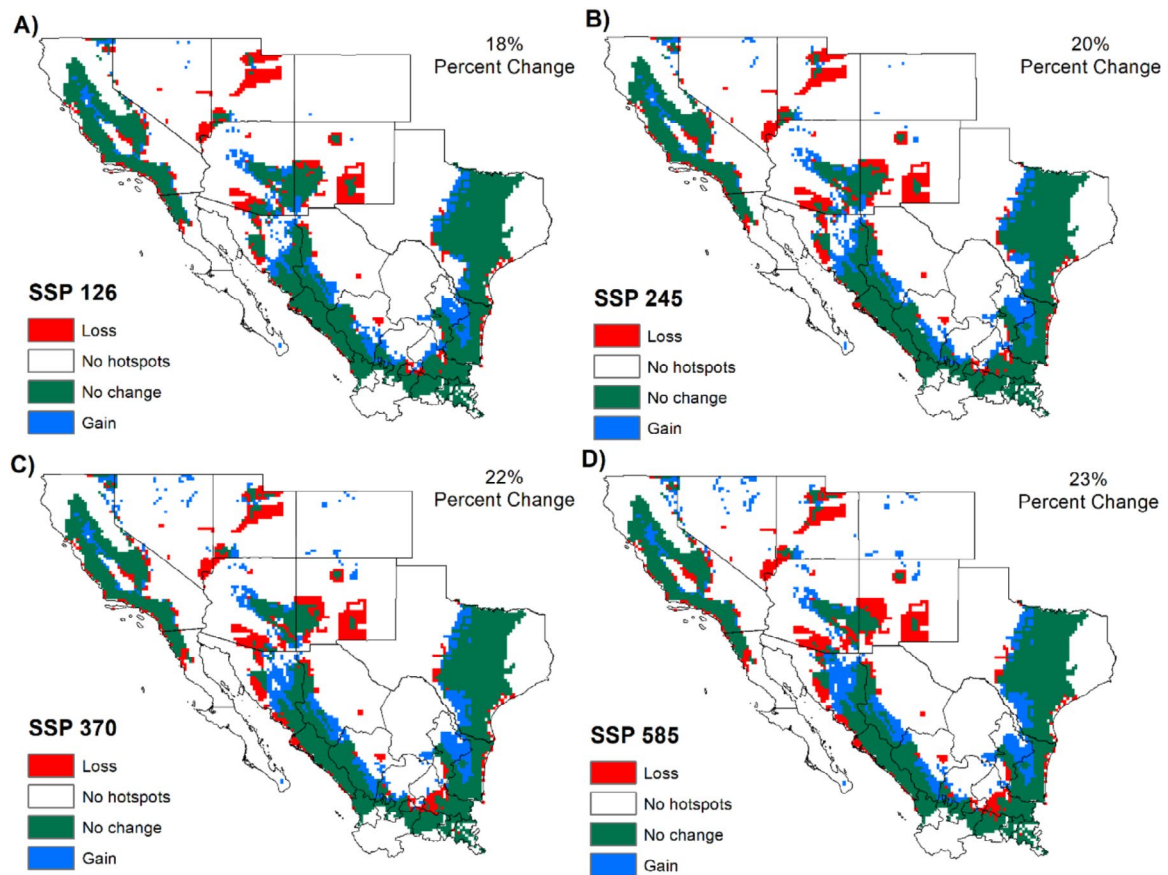 A)
18%
Percent Change
SSP 126
Loss
No hotspots
No change
Gain
B)
20%
Percent Change
SSP 245
Loss
No hotspots
No change
Gain
C)
22%
Percent Change
SSP 370
Loss
No hotspots
No change
Gain
D)
23%
Percent Change
SSP 585
Loss
No hotspots
No change
Gain